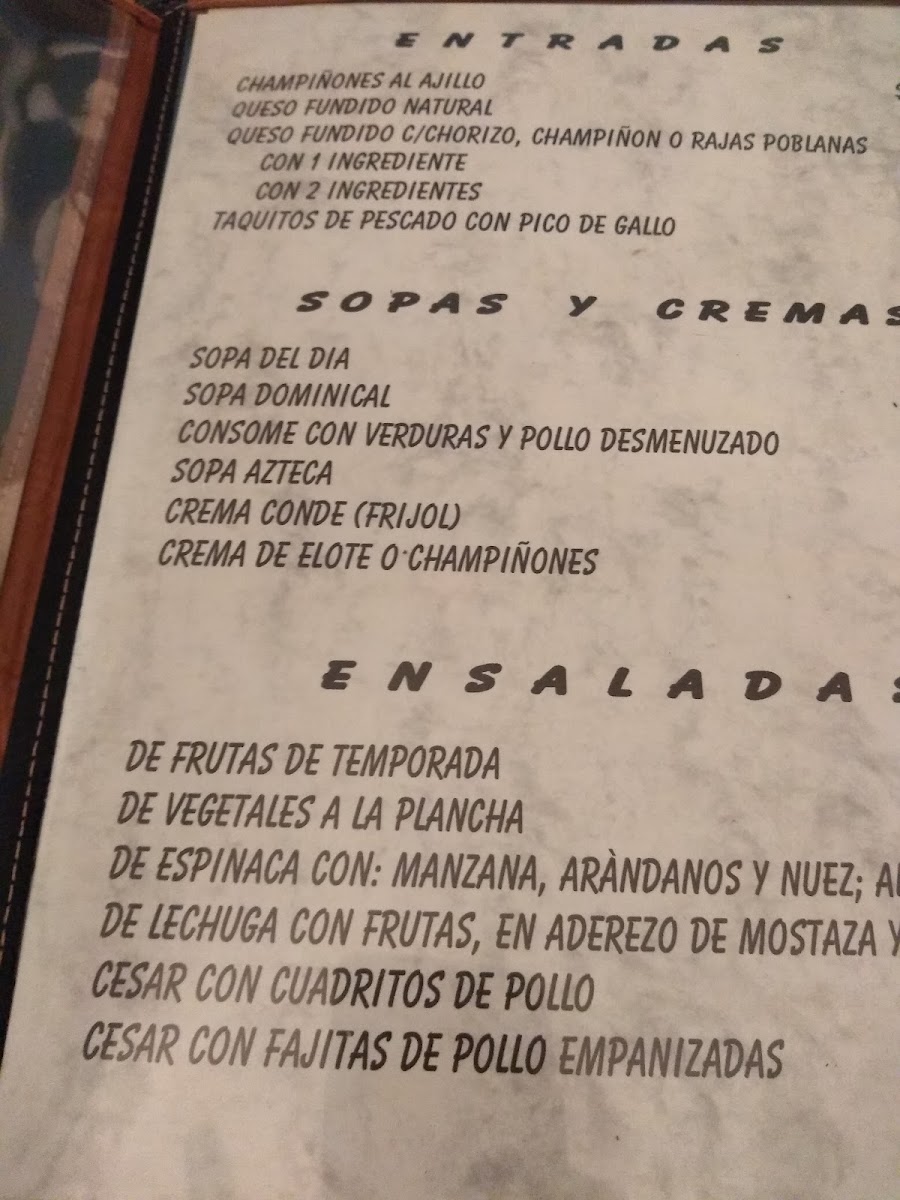 ENTRADAS
CHAMPIÑONES AL AJILLO
QUESO FUNDIDO NATURAL
QUESO FUNDIDO C/CHORIZO, CHAMPIÑON O RAJAS POBLANAS
CON 1 INGREDIENTE
CON 2 INGREDIENTES
TAQUITOS DE PESCADO CON PICO DE GALLO
SOPAS Y CREMAS
SOPA DEL DIA
SOPA DOMINICAL
CONSOME CON VERDURAS Y POLLO DESMENUZADO
SOPA AZTECA
CREMA CONDE (FRIJOL)
CREMA DE ELOTE O CHAMPIÑONES
ENSALADAS
DE FRUTAS DE TEMPORADA
DE VEGETALES A LA PLANCHA
DE ESPINACA CON: MANZANA, ARÀNDANOS Y NUEZ;
DE LECHUGA CON FRUTAS, EN ADEREZO DE MOSTAZA Y
CESAR CON CUADRITOS DE POLLO
CESAR CON FAJITAS DE POLLO EMPANIZADAS